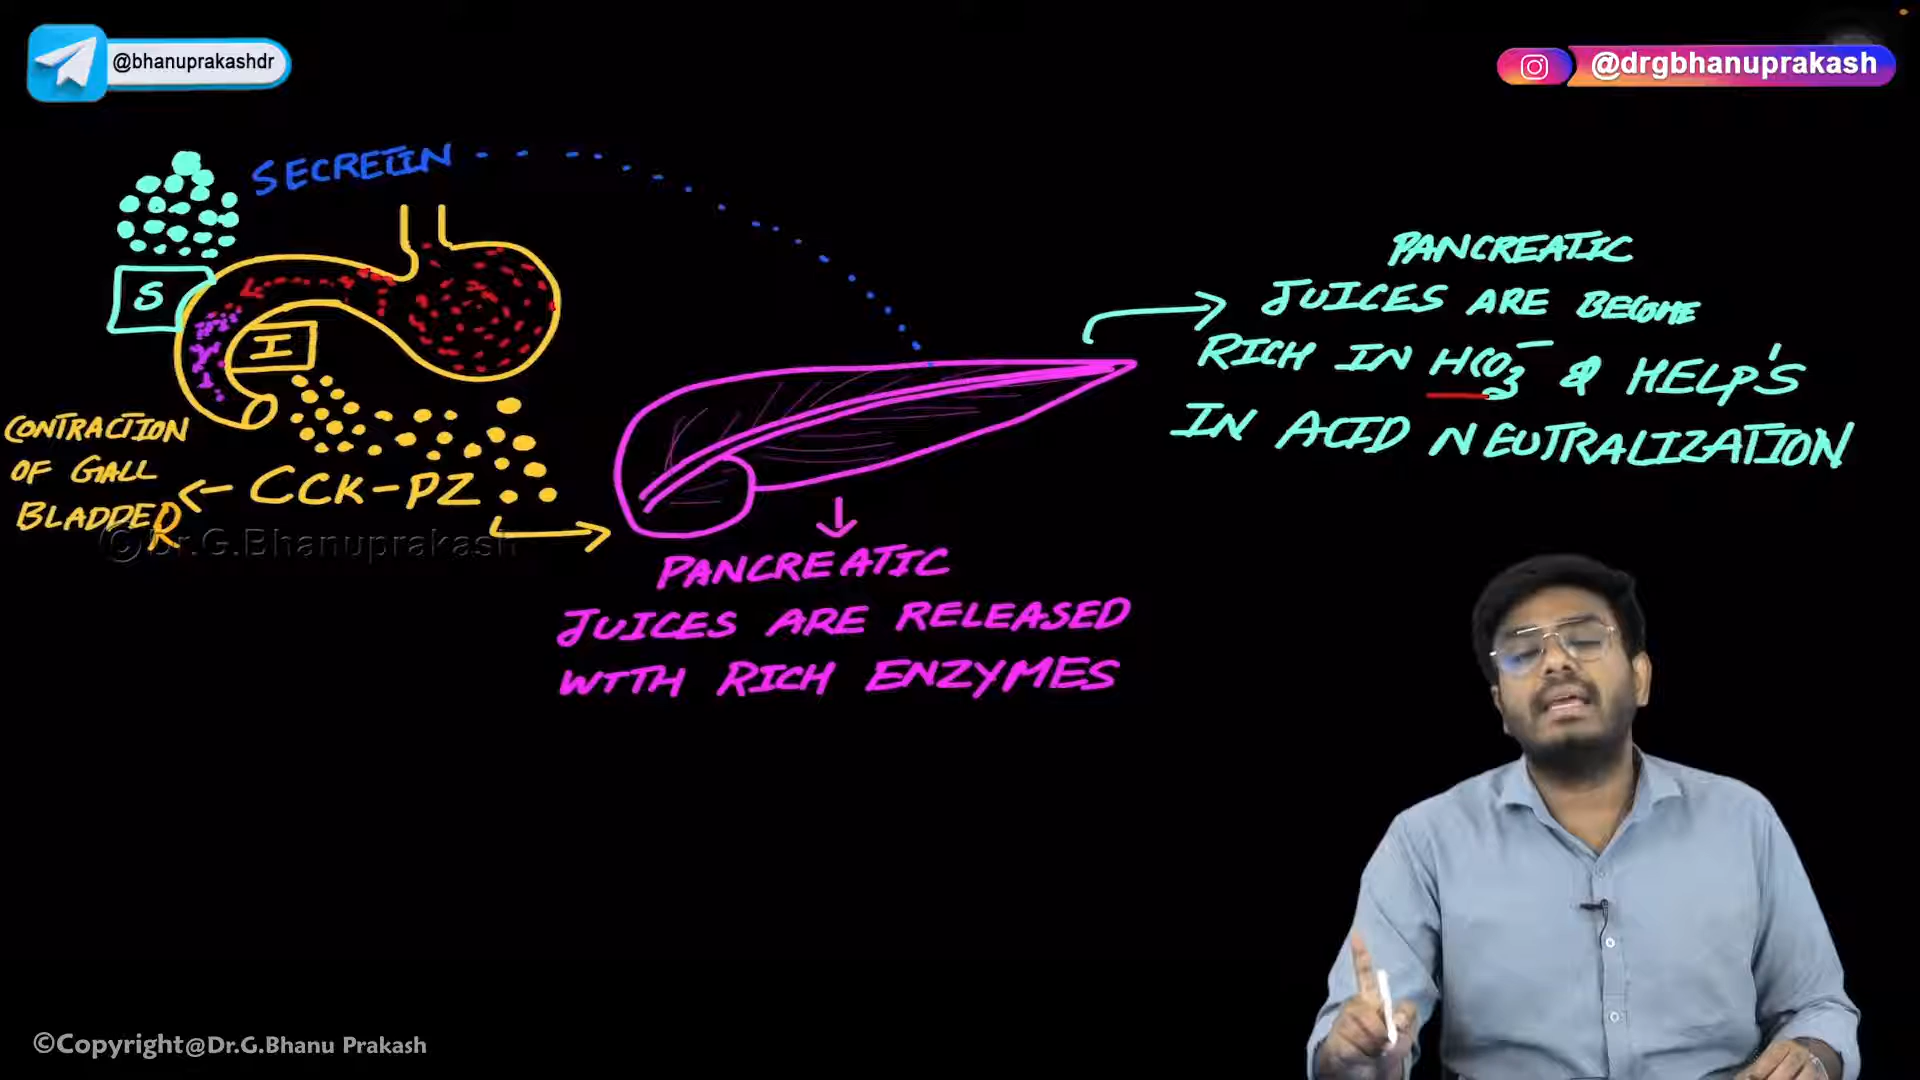 @bhanuprakashdr
@drgbhanuprakash
SECRETIN
S
I
CONTRACTION
OF GALL
BLADDER
CCK-PZ
©Dr.G.Bhanuprakash
PANCREATIC
JUICES ARE RELEASED
WITH RICH ENZYMES
PANCREATIC
JUICES ARE BECOME
RICH IN HCO₃⁻ & HELP'S
IN ACID NEUTRALIZATION
©Copyright@Dr.G.Bhanu Prakash